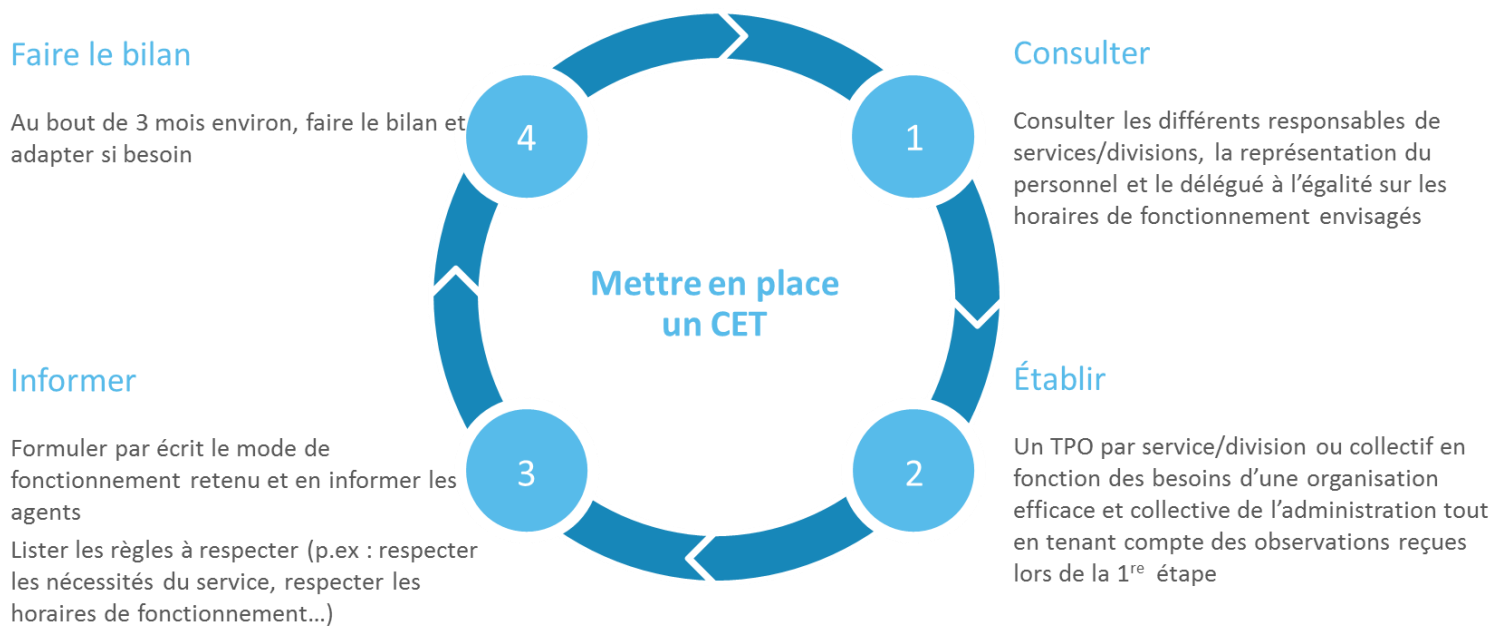 Mettre en place
un CET
1
Consulter
Consulter les différents responsables de
services/divisions, la représentation du
personnel et le délégué à l’égalité sur les
horaires de fonctionnement envisagés
2
Établir
Un TPO par service/division ou collectif en
fonction des besoins d’une organisation
efficace et collective de l’administration tout
en tenant compte des observations reçues
lors de la 1re étape
3
Informer
Formuler par écrit le mode de
fonctionnement retenu et en informer les
agents
Lister les règles à respecter (p.ex : respecter
les nécessités du service, respecter les
horaires de fonctionnement…)
4
Faire le bilan
Au bout de 3 mois environ, faire le bilan et
adapter si besoin